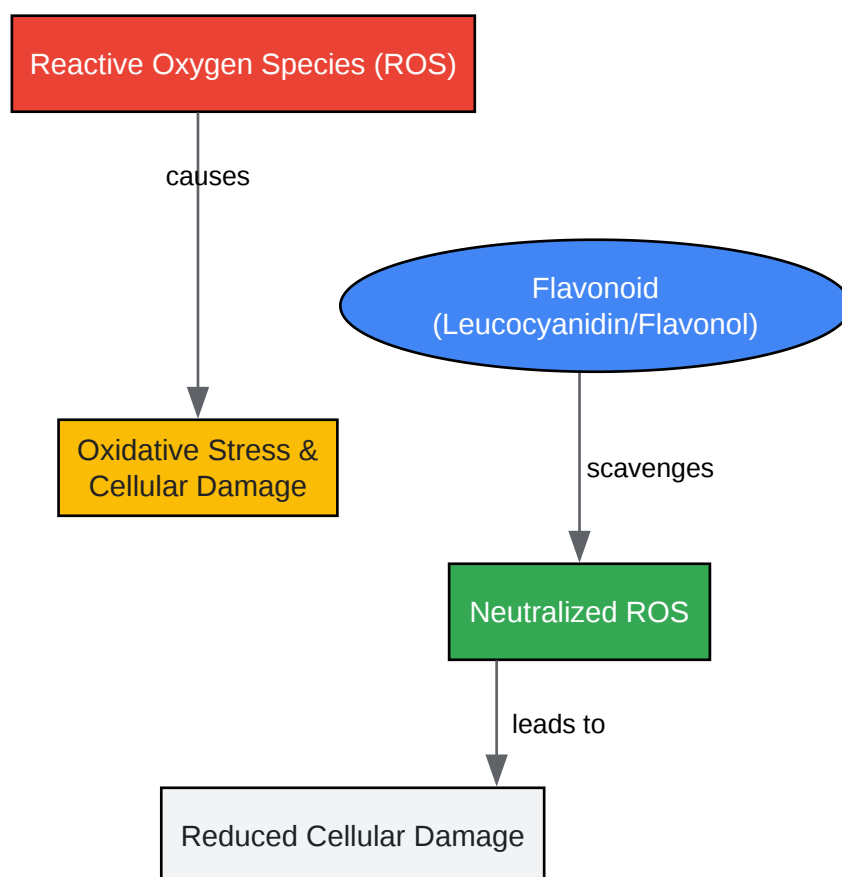 Reactive Oxygen Species (ROS)
causes
Flavonoid
(Leucocyanidin/Flavonol)
Oxidative Stress &
Cellular Damage
scavenges
Neutralized ROS
leads to
Reduced Cellular Damage